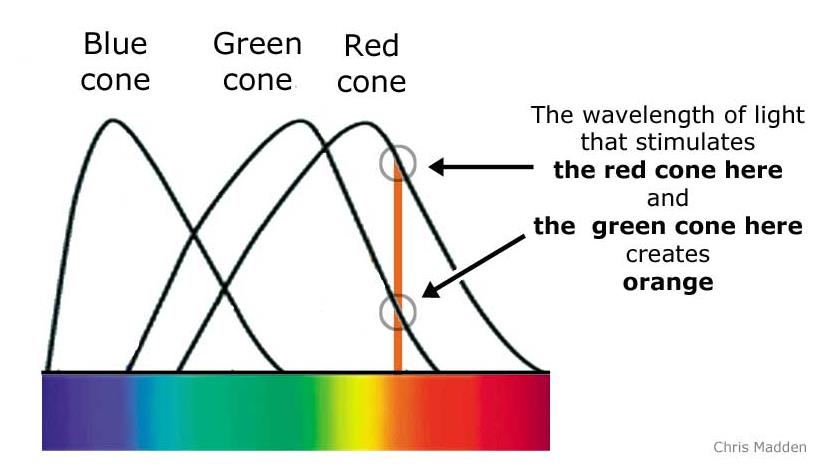 Blue
cone
Green
cone
Red
cone
The wavelength of light
that stimulates
the red cone here
and
the green cone here
creates
orange
Chris Madden